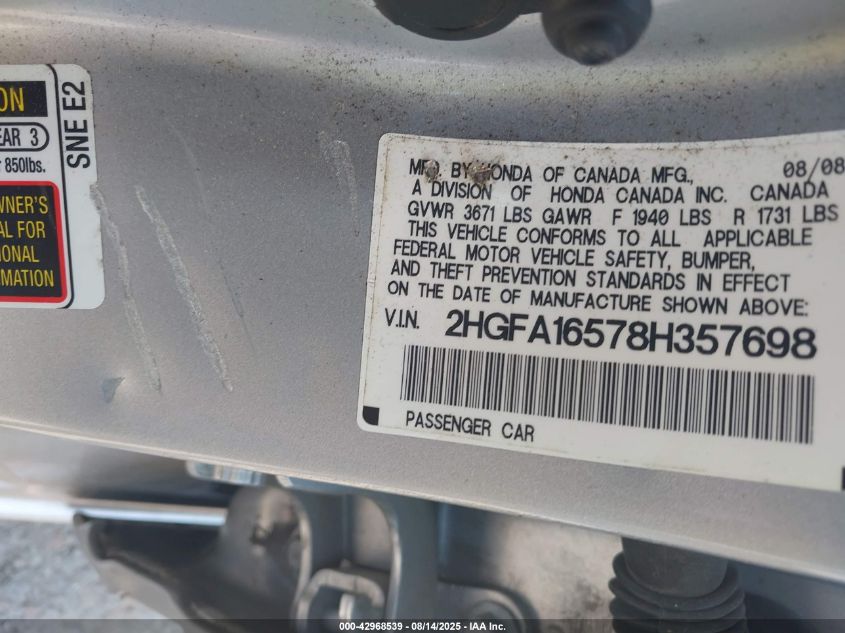 ON
EAR 3
850lbs.
WNER'S
AL FOR
IONAL
RMATION
SNE E2
MFD. BY HONDA OF CANADA MFG., 08/08
A DIVISION OF HONDA CANADA INC. CANADA
GVWR 3671 LBS GAWR F 1940 LBS R 1731 LBS
THIS VEHICLE CONFORMS TO ALL APPLICABLE
FEDERAL MOTOR VEHICLE SAFETY, BUMPER,
AND THEFT PREVENTION STANDARDS IN EFFECT
ON THE DATE OF MANUFACTURE SHOWN ABOVE:
V.I.N. 2HGFA16578H357698
PASSENGER CAR
000-42968539 | 08/14/2025 | IAA Inc.